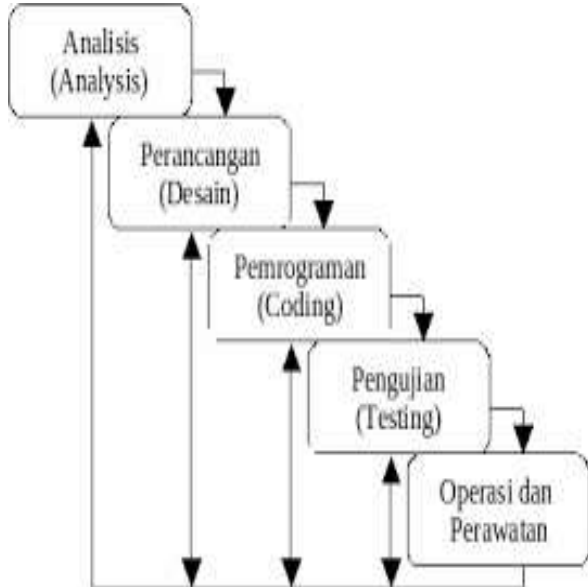 Analisis
(Analysis)
Perancangan
(Desain)
Pemrograman
(Coding)
Pengujian
(Testing)
Operasi dan
Perawatan